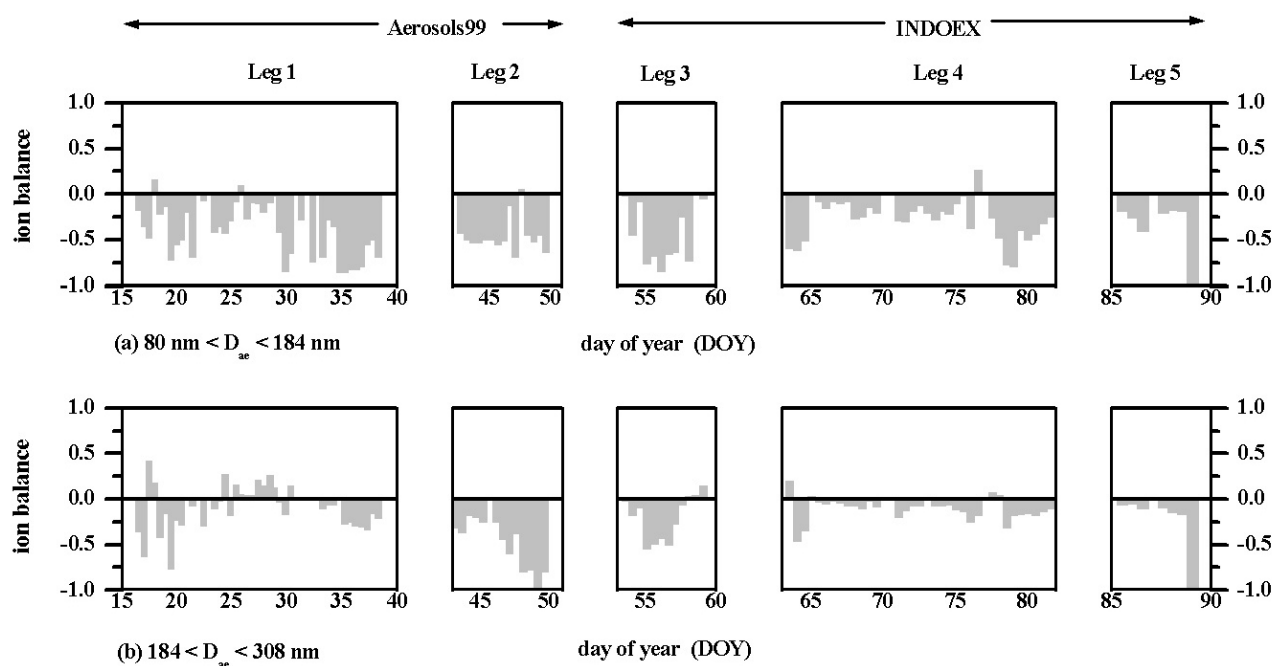 Aerosols99 INDOEX
Leg 1 Leg 2 Leg 3 Leg 4 Leg 5
ion balance
1.0 1.0
0.5 0.5
0.0 0.0
-0.5 -0.5
-1.0 -1.0
15 20 25 30 35 40 45 50 55 60 65 70 75 80 85 90
(a) 80 nm < Dae < 184 nm day of year (DOY)
ion balance
1.0 1.0
0.5 0.5
0.0 0.0
-0.5 -0.5
-1.0 -1.0
15 20 25 30 35 40 45 50 55 60 65 70 75 80 85 90
(b) 184 < Dae < 308 nm day of year (DOY)